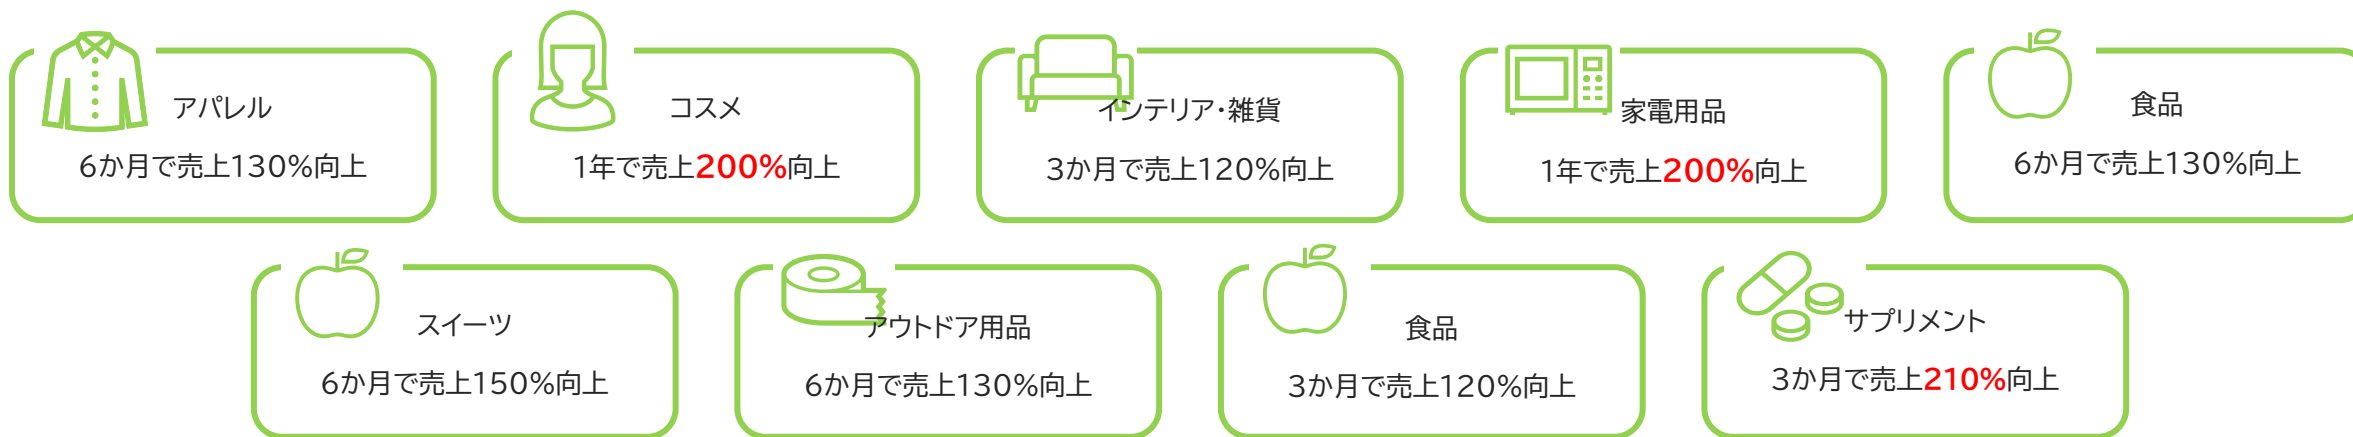 アパレル
6か月で売上130%向上
コスメ
1年で売上200%向上
インテリア・雑貨
3か月で売上120%向上
家電用品
1年で売上200%向上
食品
6か月で売上130%向上
スイーツ
6か月で売上150%向上
アウトドア用品
6か月で売上130%向上
食品
3か月で売上120%向上
サプリメント
3か月で売上210%向上